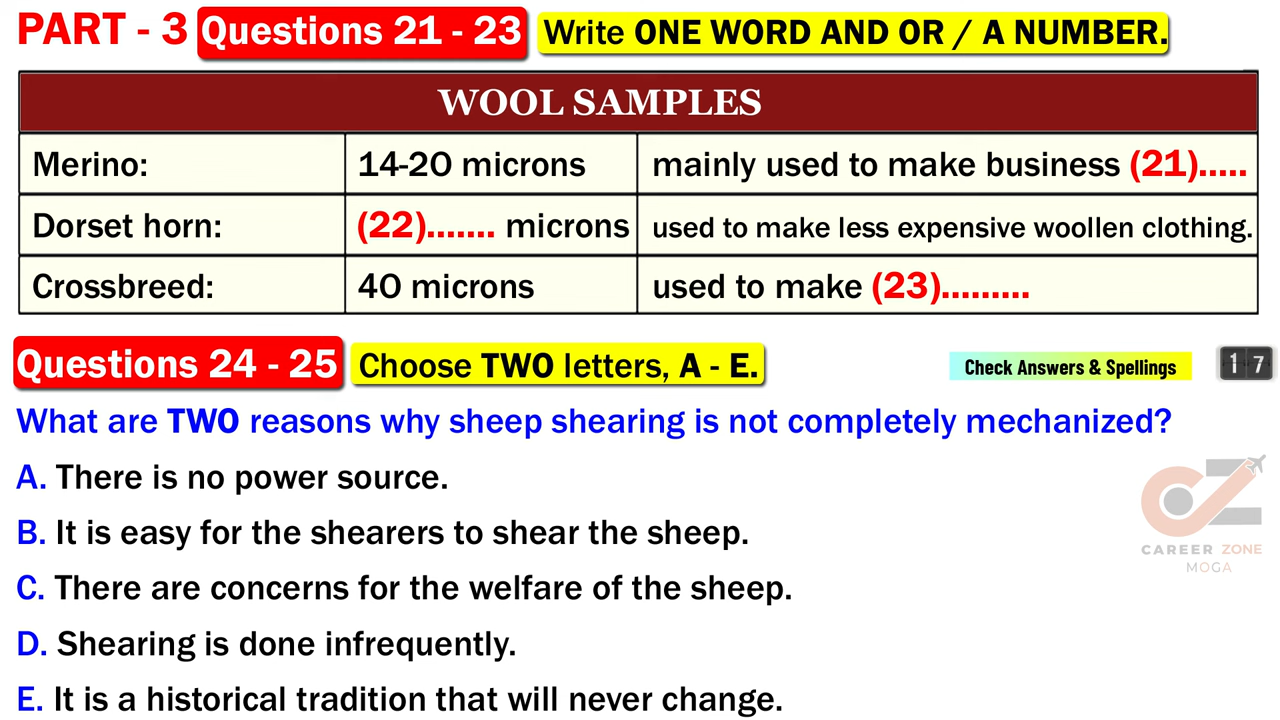 PART - 3 Questions 21 - 23 Write ONE WORD AND OR / A NUMBER.
WOOL SAMPLES
Merino: 14-20 microns mainly used to make business (21).....
Dorset horn: (22)....... microns used to make less expensive woollen clothing.
Crossbreed: 40 microns used to make (23).........
Questions 24 - 25 Choose TWO letters, A - E.
Check Answers & Spellings 17
What are TWO reasons why sheep shearing is not completely mechanized?
A. There is no power source.
B. It is easy for the shearers to shear the sheep.
C. There are concerns for the welfare of the sheep.
D. Shearing is done infrequently.
E. It is a historical tradition that will never change.
CZ
CAREER ZONE
MOGA